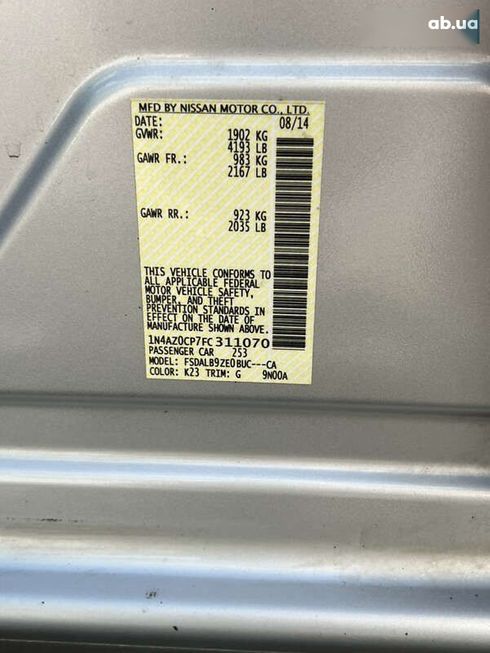 ab.ua
MFD BY NISSAN MOTOR CO., LTD.
DATE: 08/14
GVWR: 1902 KG
4193 LB
GAWR FR.: 983 KG
2167 LB
GAWR RR.: 923 KG
2035 LB
THIS VEHICLE CONFORMS TO
ALL APPLICABLE FEDERAL
MOTOR VEHICLE SAFETY,
BUMPER, AND THEFT
PREVENTION STANDARDS IN
EFFECT ON THE DATE OF
MANUFACTURE SHOWN ABOVE.
1N4AZ0CP7FC311070
PASSENGER CAR 253
MODEL: FSDALB9ZE0BUC---CA
COLOR: K23 TRIM: G 9N00A